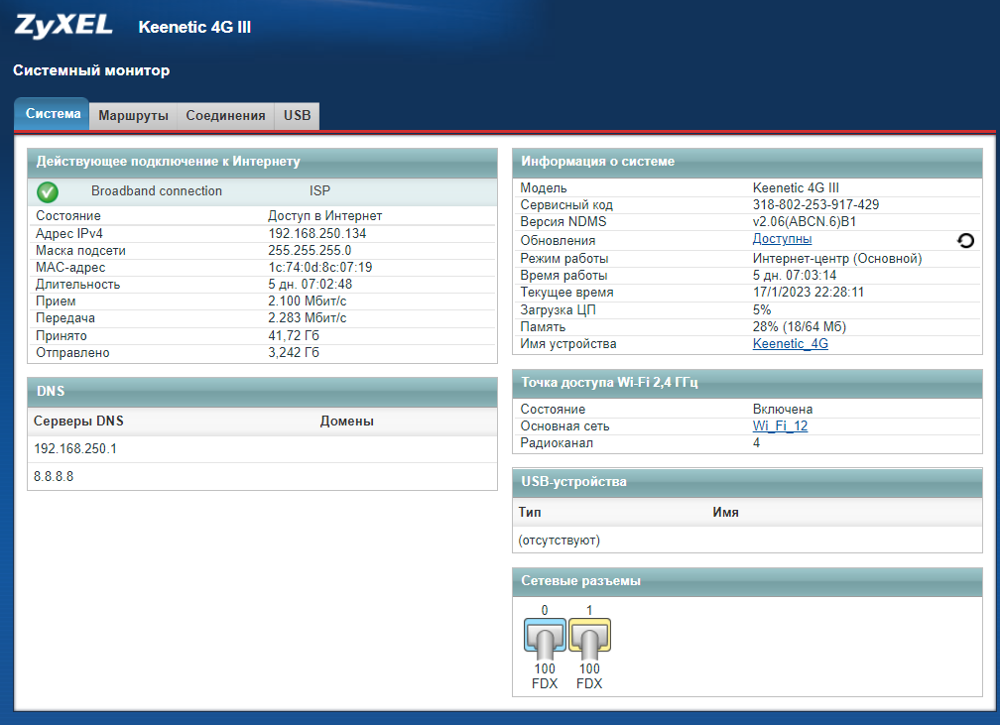 ZyXEL Keenetic 4G III
Системный монитор
Система Маршруты Соединения USB
Действующее подключение к Интернету
Broadband connection ISP
Состояние Доступ в Интернет
Адрес IPv4 192.168.250.134
Маска подсети 255.255.255.0
MAC-адрес 1c:74:0d:8c:07:19
Длительность 5 дн. 07:02:48
Прием 2.100 Мбит/с
Передача 2.283 Мбит/с
Принято 41,72 Гб
Отправлено 3,242 Гб
DNS
Серверы DNS Домены
192.168.250.1
8.8.8.8
Информация о системе
Модель Keenetic 4G III
Сервисный код 318-802-253-917-429
Версия NDMS v2.06(ABCN.6)B1
Обновления Доступны
Режим работы Интернет-центр (Основной)
Время работы 5 дн. 07:03:14
Текущее время 17/1/2023 22:28:11
Загрузка ЦП 5%
Память 28% (18/64 Мб)
Имя устройства Keenetic_4G
Точка доступа Wi-Fi 2,4 ГГц
Состояние Включена
Основная сеть Wi_Fi_12
Радиоканал 4
USB-устройства
Тип Имя
(отсутствуют)
Сетевые разъемы
0 1
100 100
FDX FDX